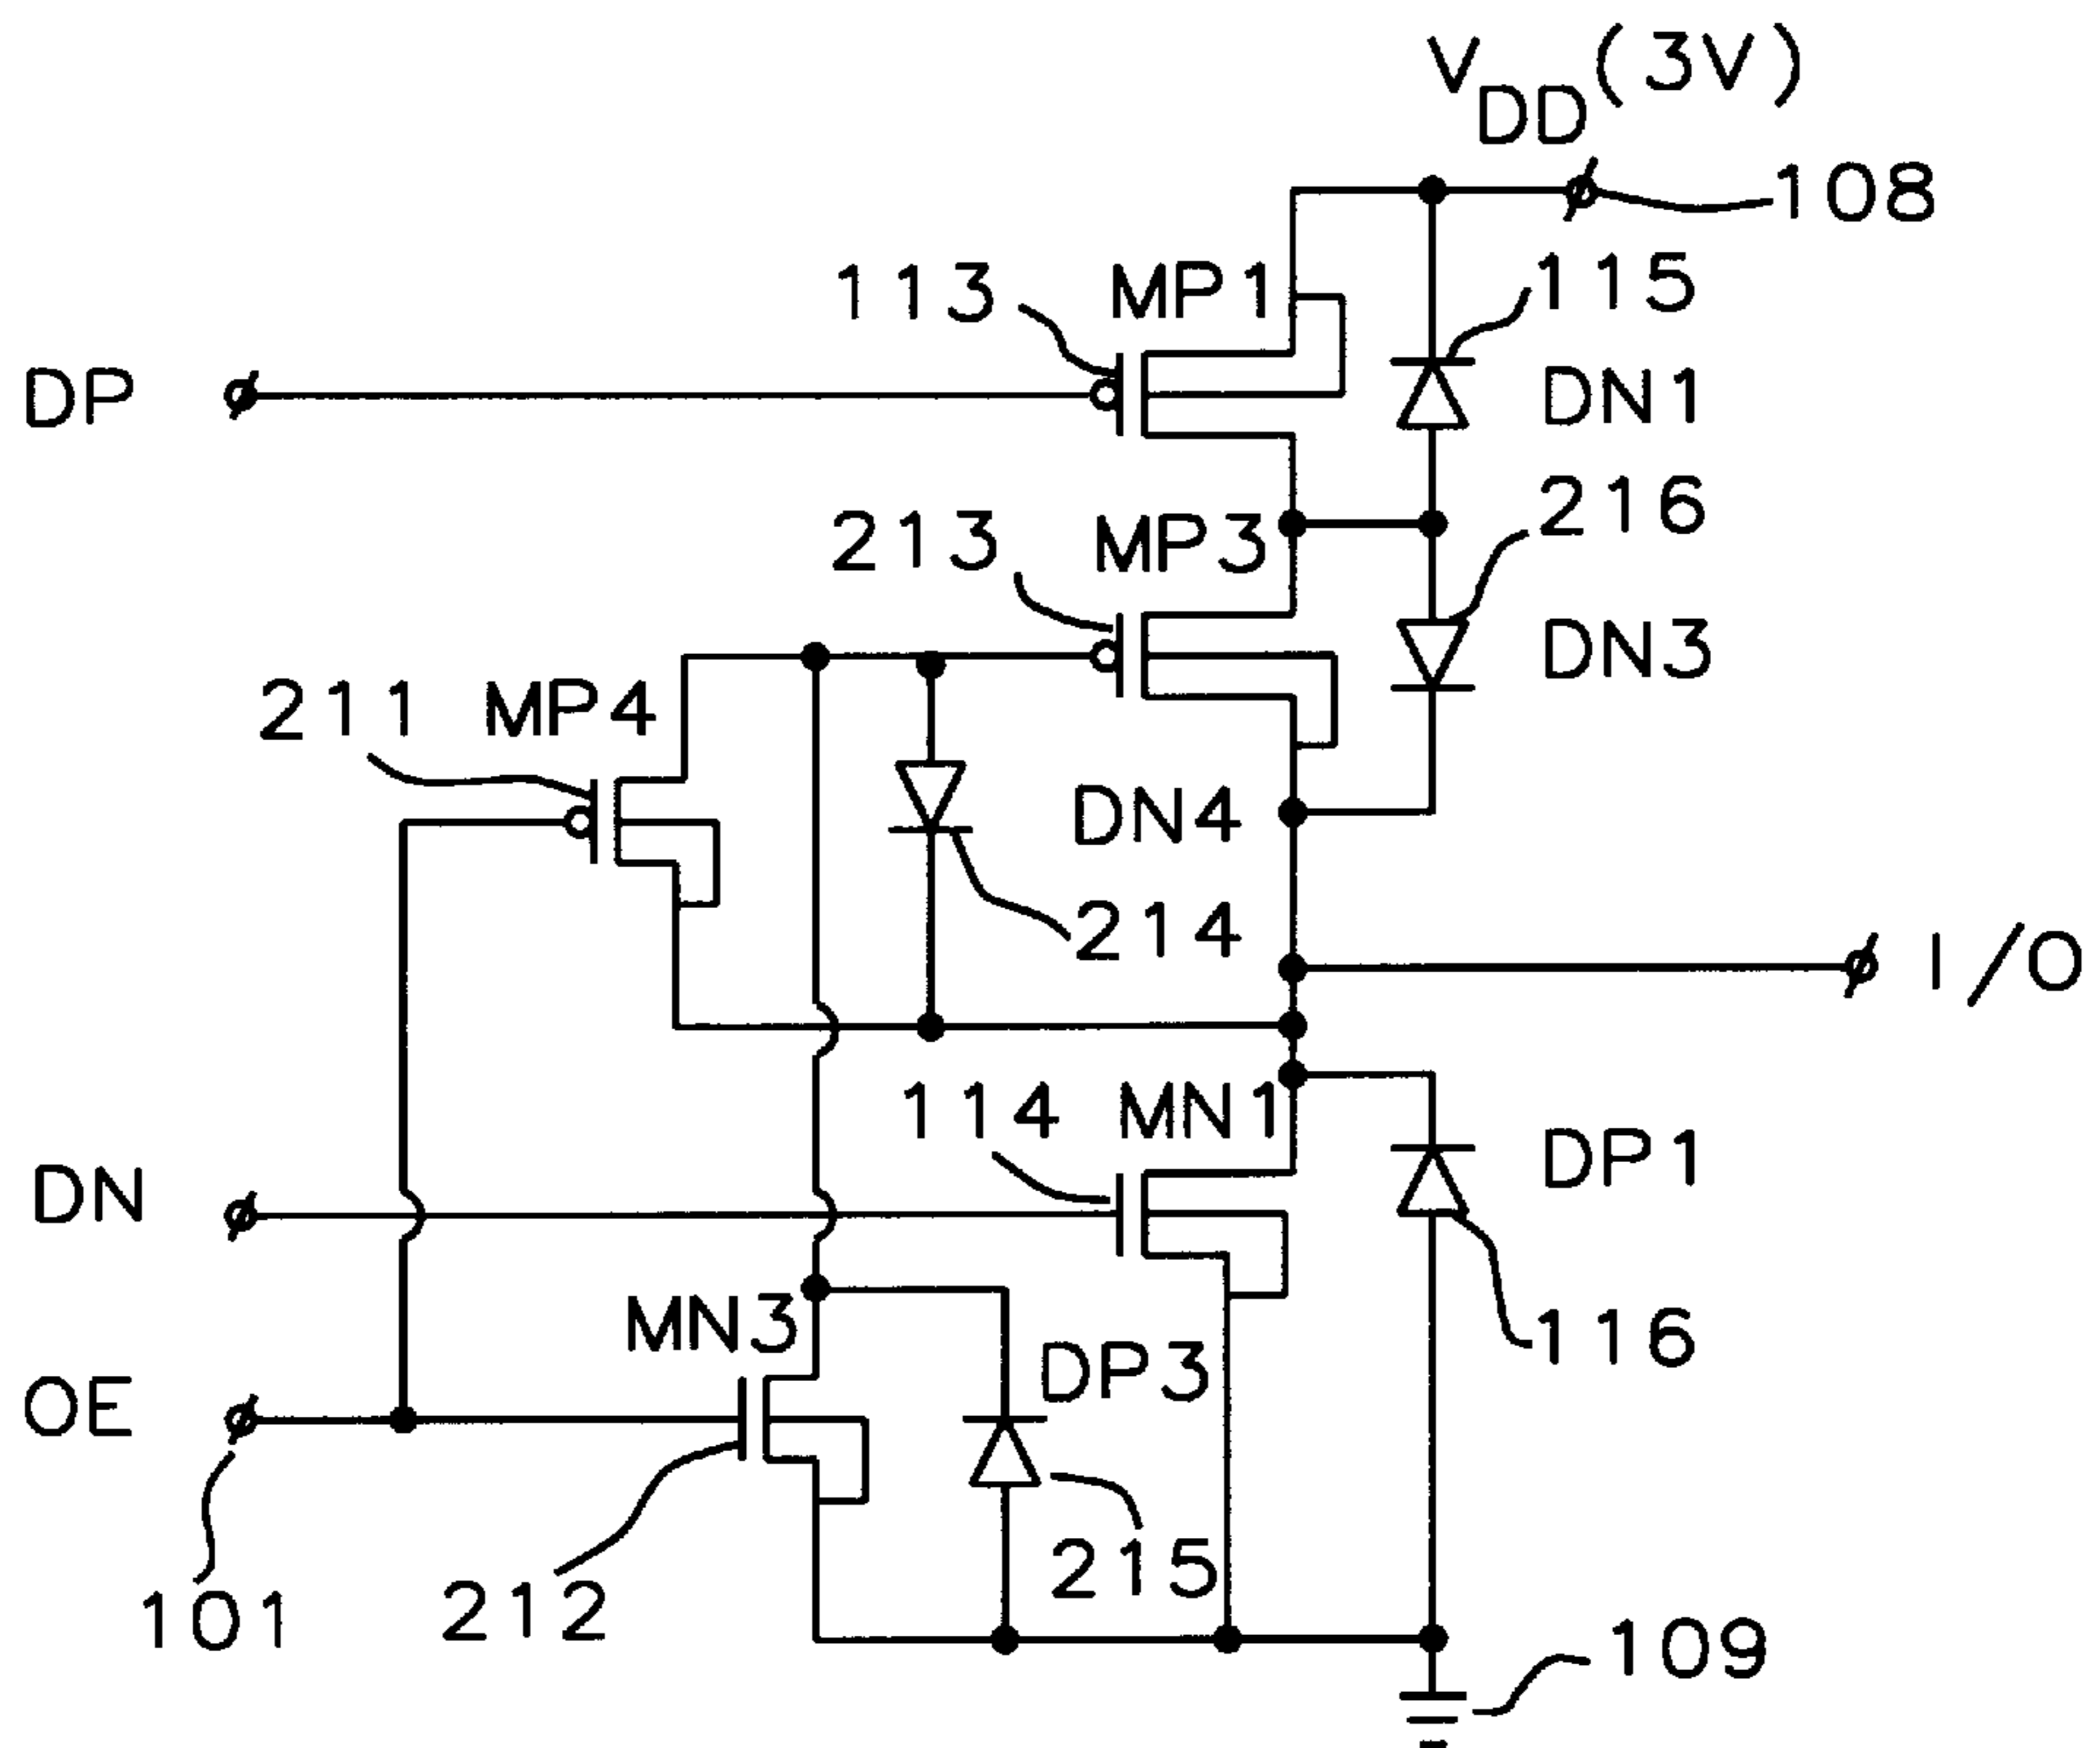 VDD(3V)
108
113 MP1
115
DP
DN1
216
213 MP3
DN3
211 MP4
DN4
214
I/O
114 MN1
DP1
DN
MN3
116
DP3
OE
215
101
212
109